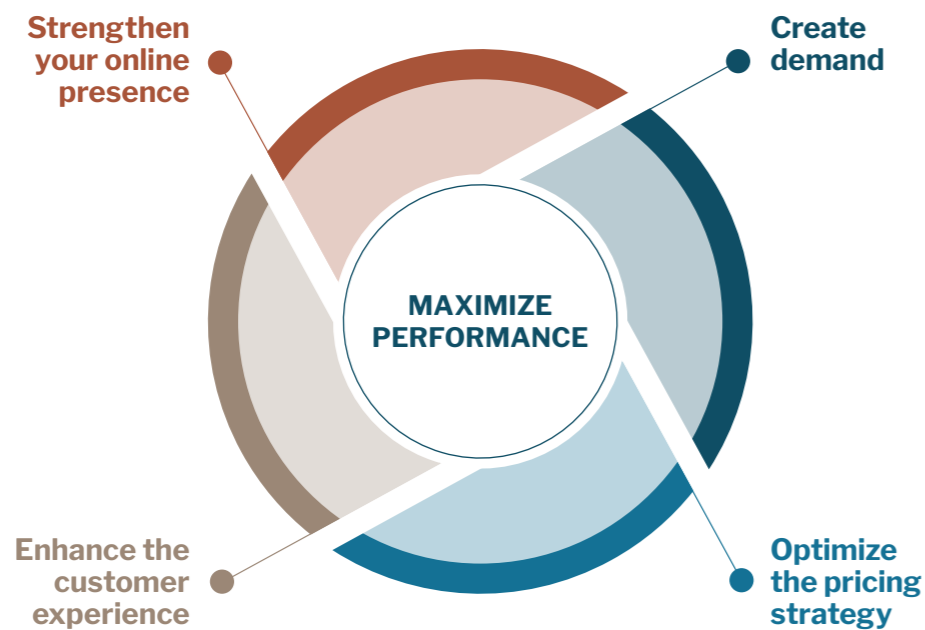 Strengthen
your online
presence
Create
demand
MAXIMIZE
PERFORMANCE
Enhance the
customer
experience
Optimize
the pricing
strategy